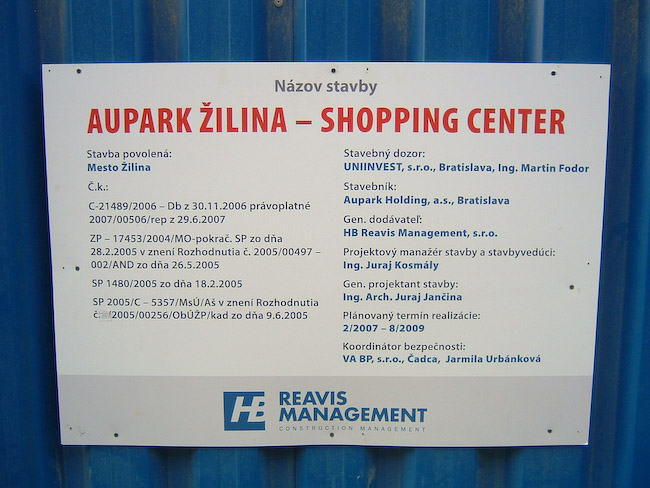 Názov stavby
AUPARK ŽILINA – SHOPPING CENTER
Stavba povolená:
Mesto Žilina
Č.k.:
C-21489/2006 – Db z 30.11.2006 právoplatné
2007/00506/rep z 29.6.2007
ZP – 17453/2004/MO-pokrač. SP zo dňa
28.2.2005 v znení Rozhodnutia č. 2005/00497 –
002/AND zo dňa 26.5.2005
SP 1480/2005 zo dňa 18.2.2005
SP 2005/C – 5357/MsÚ/Aš v znení Rozhodnutia
č. 2005/00256/ObÚŽP/kad zo dňa 9.6.2005
Stavebný dozor:
UNIINVEST, s.r.o., Bratislava, Ing. Martin Fodor
Stavebník:
Aupark Holding, a.s., Bratislava
Gen. dodávateľ:
HB Reavis Management, s.r.o.
Projektový manažér stavby a stavbyvedúci:
Ing. Juraj Kosmály
Gen. projektant stavby:
Ing. Arch. Juraj Jančina
Plánovaný termín realizácie:
2/2007 – 8/2009
Koordinátor bezpečnosti:
VA BP, s.r.o., Čadca, Jarmila Urbánková
HB REAVIS
MANAGEMENT
CONSTRUCTION MANAGEMENT